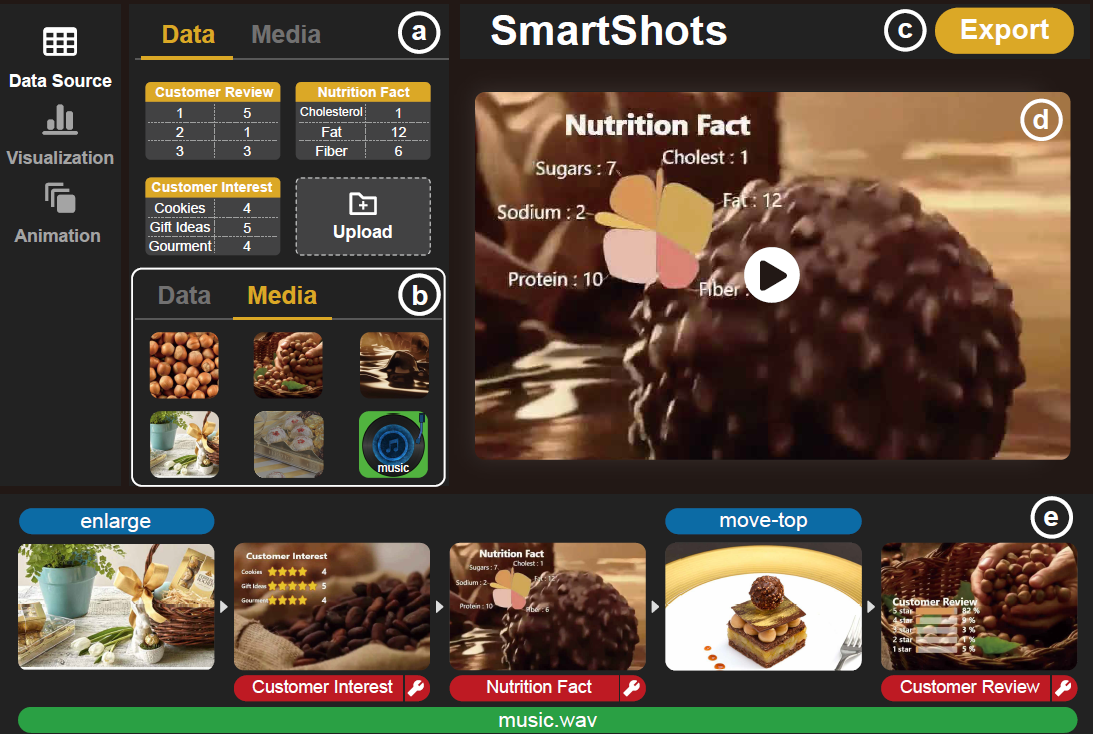 Data Source
Visualization
Animation
Data Media a
Customer Review
1 5
2 1
3 3
Nutrition Fact
Cholesterol 1
Fat 12
Fiber 6
Customer Interest
Cookies 4
Gift Ideas 5
Gourment 4
Upload
Data Media b
music
SmartShots
c
Export
d
Nutrition Fact
Cholest : 1
Sugars : 7
Fat : 12
Sodium : 2
Protein : 10
Fiber :
e
enlarge
move-top
Customer Interest
Cookies 4
Gift Ideas 5
Gourment 4
Nutrition Fact
Cholest : 1
Sugars : 7
Fat : 12
Sodium : 2
Protein : 10
Fiber : 6
Customer Review
5 star 82 %
4 star 9 %
3 star 3 %
2 star 1 %
1 star 5 %
Customer Interest
Nutrition Fact
Customer Review
music.wav